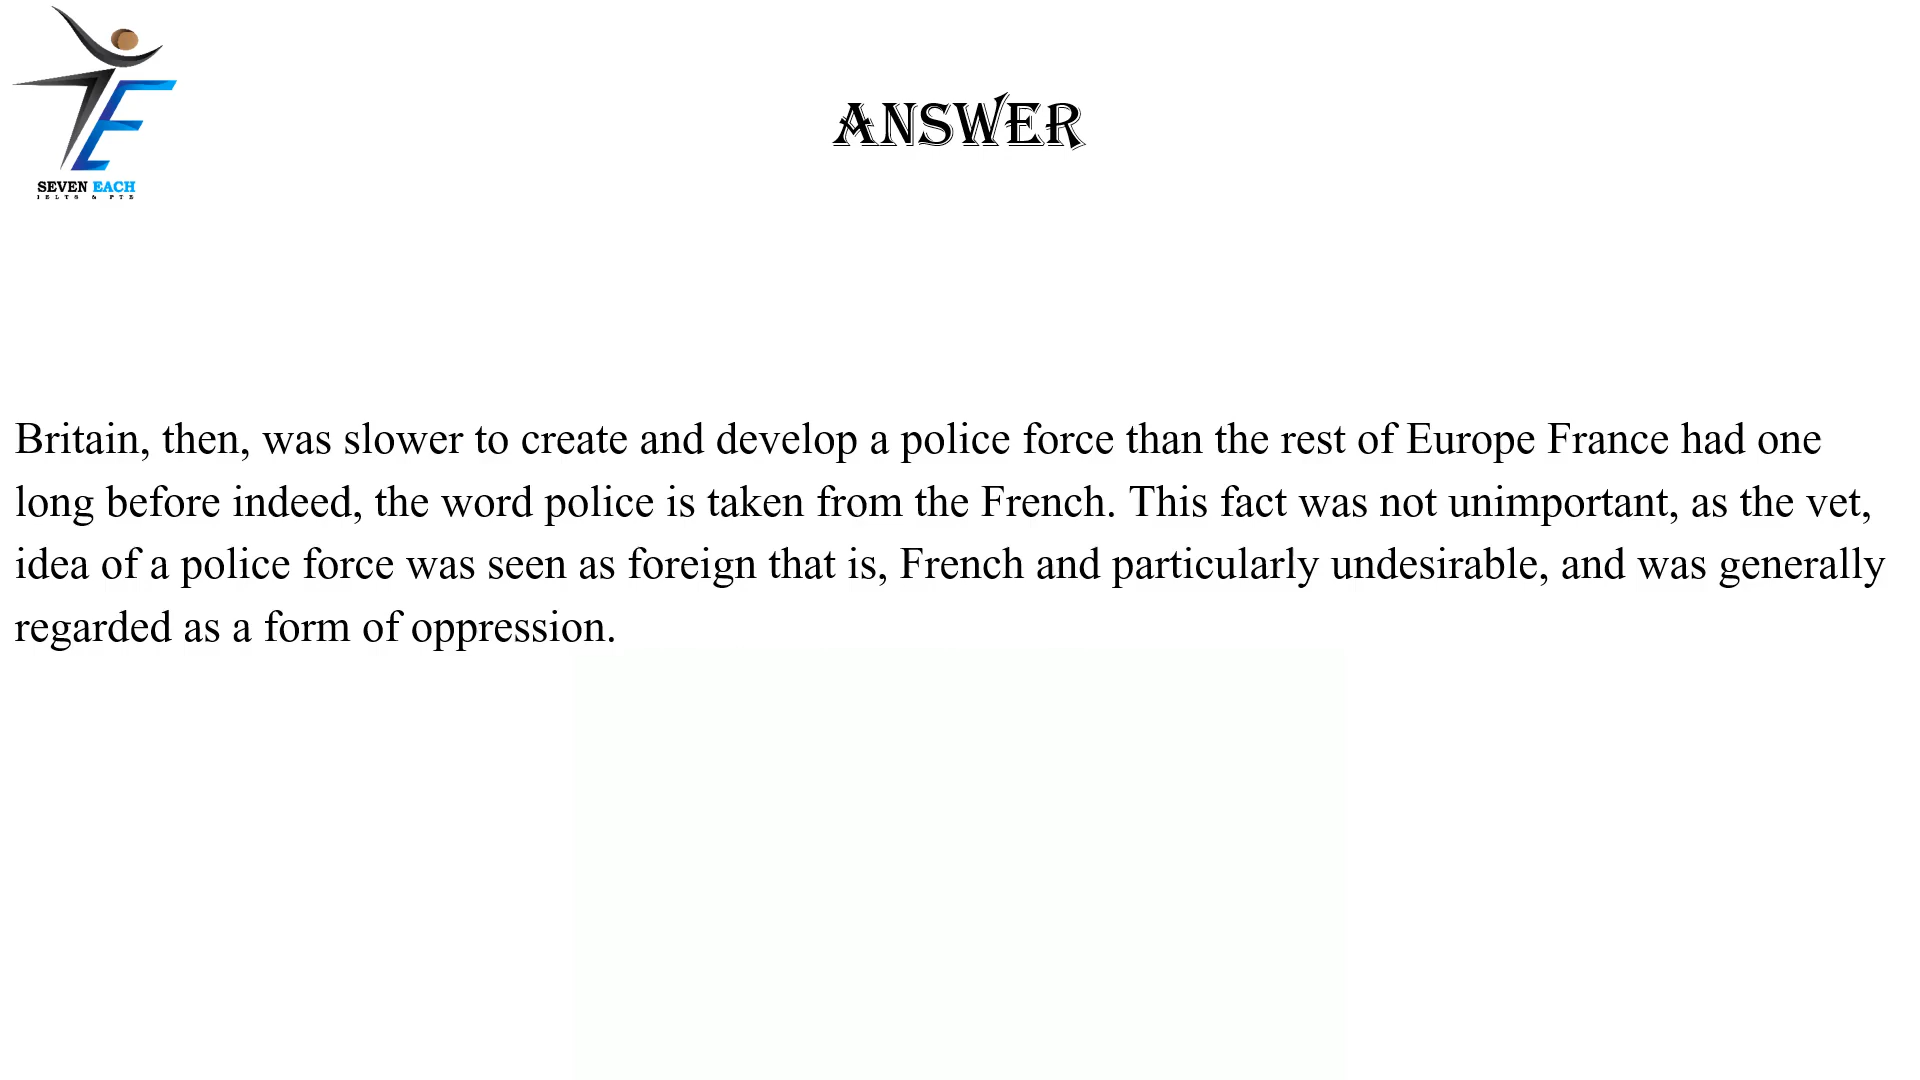 SEVEN EACH
IELTS & PTE
ANSWER
Britain, then, was slower to create and develop a police force than the rest of Europe France had one
long before indeed, the word police is taken from the French. This fact was not unimportant, as the vet,
idea of a police force was seen as foreign that is, French and particularly undesirable, and was generally
regarded as a form of oppression.